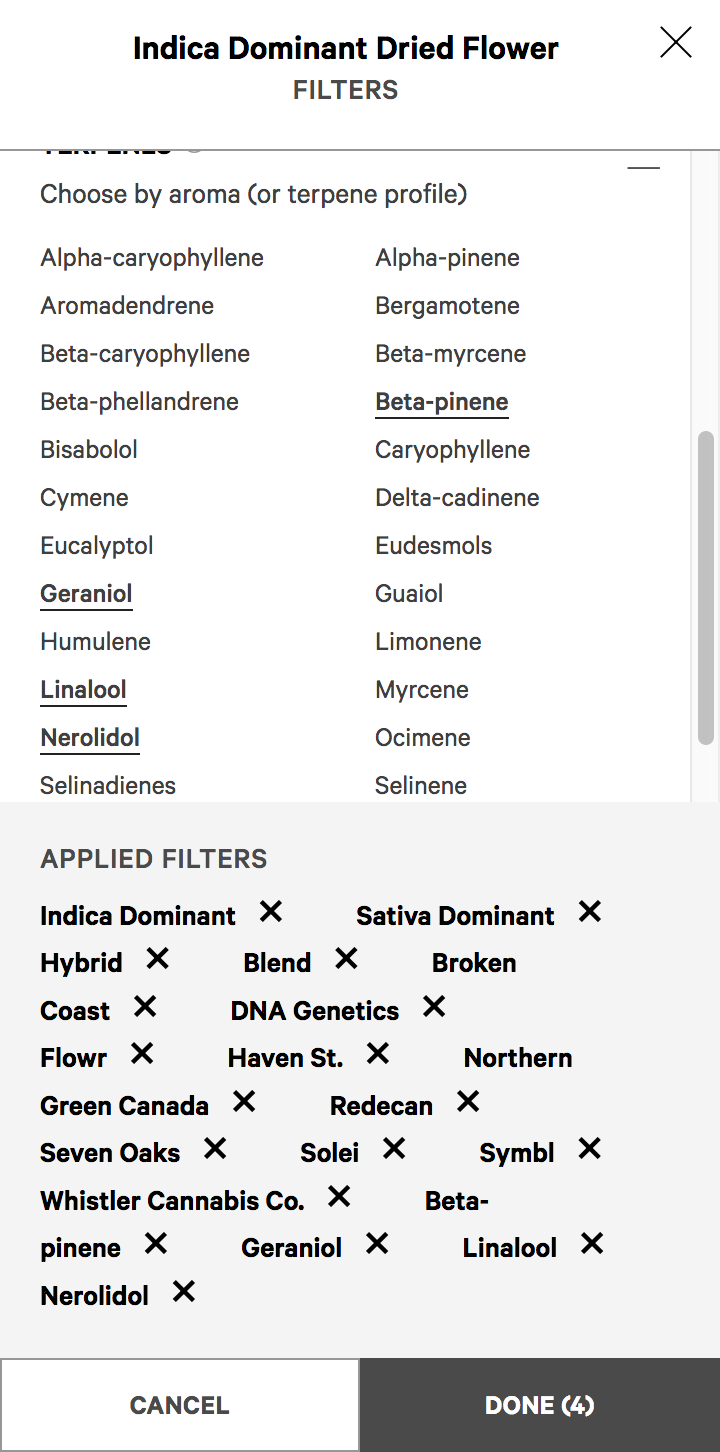 Indica Dominant Dried Flower
FILTERS
TERPENES
Choose by aroma (or terpene profile)
Alpha-caryophyllene Alpha-pinene
Aromadendrene Bergamotene
Beta-caryophyllene Beta-myrcene
Beta-phellandrene Beta-pinene
Bisabolol Caryophyllene
Cymene Delta-cadinene
Eucalyptol Eudesmols
Geraniol Guaiol
Humulene Limonene
Linalool Myrcene
Nerolidol Ocimene
Selinadienes Selinene
APPLIED FILTERS
Indica Dominant Sativa Dominant
Hybrid Blend Broken
Coast DNA Genetics
Flowr Haven St. Northern
Green Canada Redecan
Seven Oaks Solei Symbl
Whistler Cannabis Co. Beta-
pinene Geraniol Linalool
Nerolidol
CANCEL DONE (4)